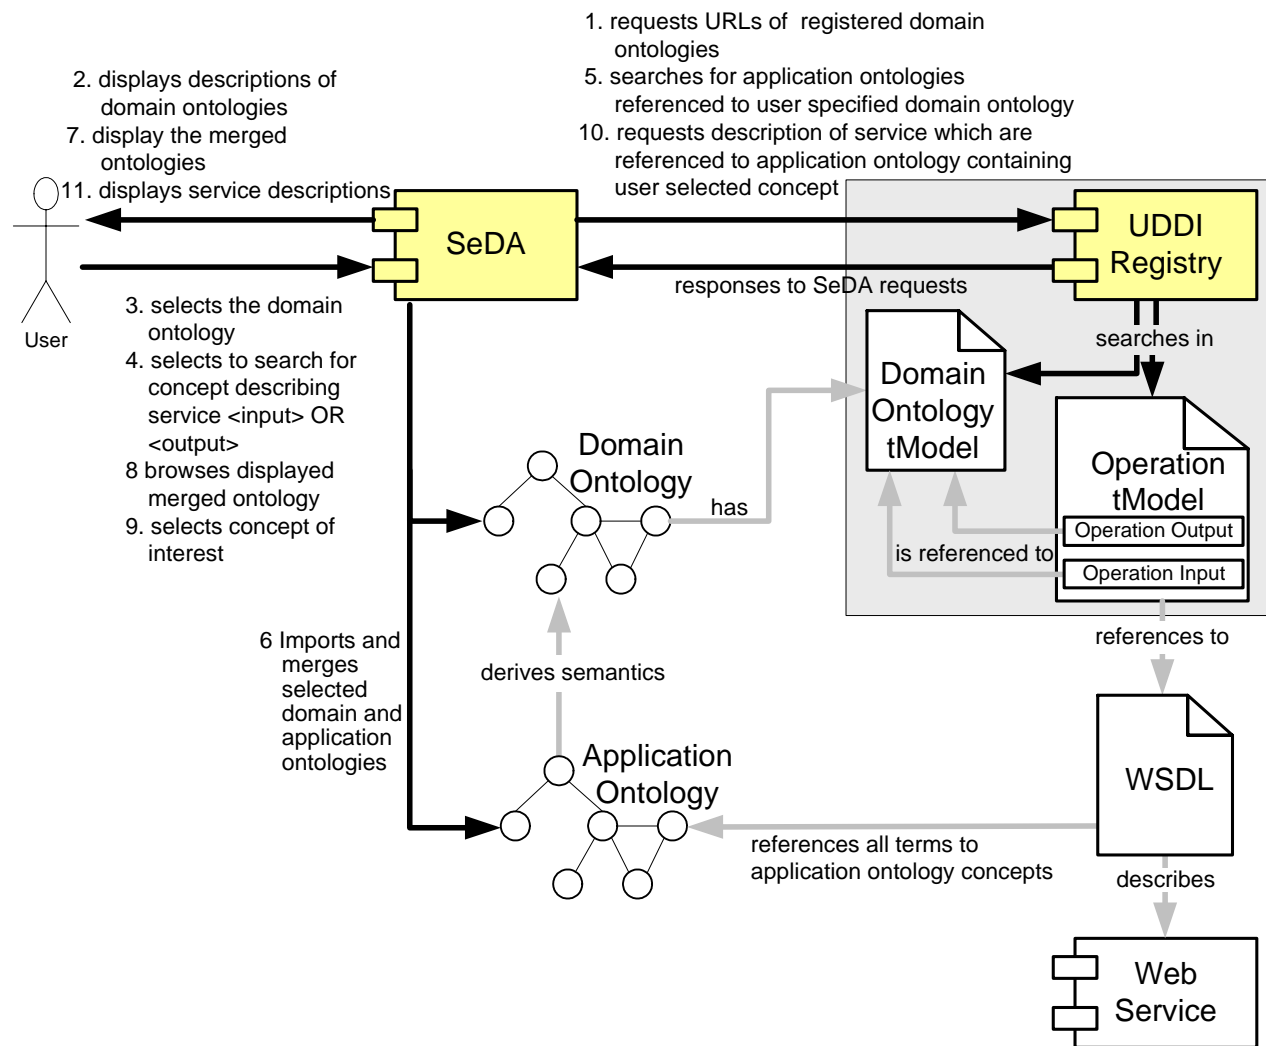 1. requests URLs of  registered domain
ontologies
5. searches for application ontologies
referenced to user specified domain ontology
10. requests description of service which are
referenced to application ontology containing
user selected concept
2. displays descriptions of
domain ontologies
7. display the merged
ontologies
11. displays service descriptions
SeDA
UDDI
Registry
responses to SeDA requests
User
3. selects the domain
ontology
4. selects to search for
concept describing
service <input> OR
<output>
8 browses displayed
merged ontology
9. selects concept of
interest
searches in
Domain
Ontology
tModel
Operation
tModel
Operation Output
Operation Input
is referenced to
Domain
Ontology
has
references to
6 Imports and
merges
selected
domain and
application
ontologies
derives semantics
Application
Ontology
WSDL
references all terms to
application ontology concepts
describes
Web
Service